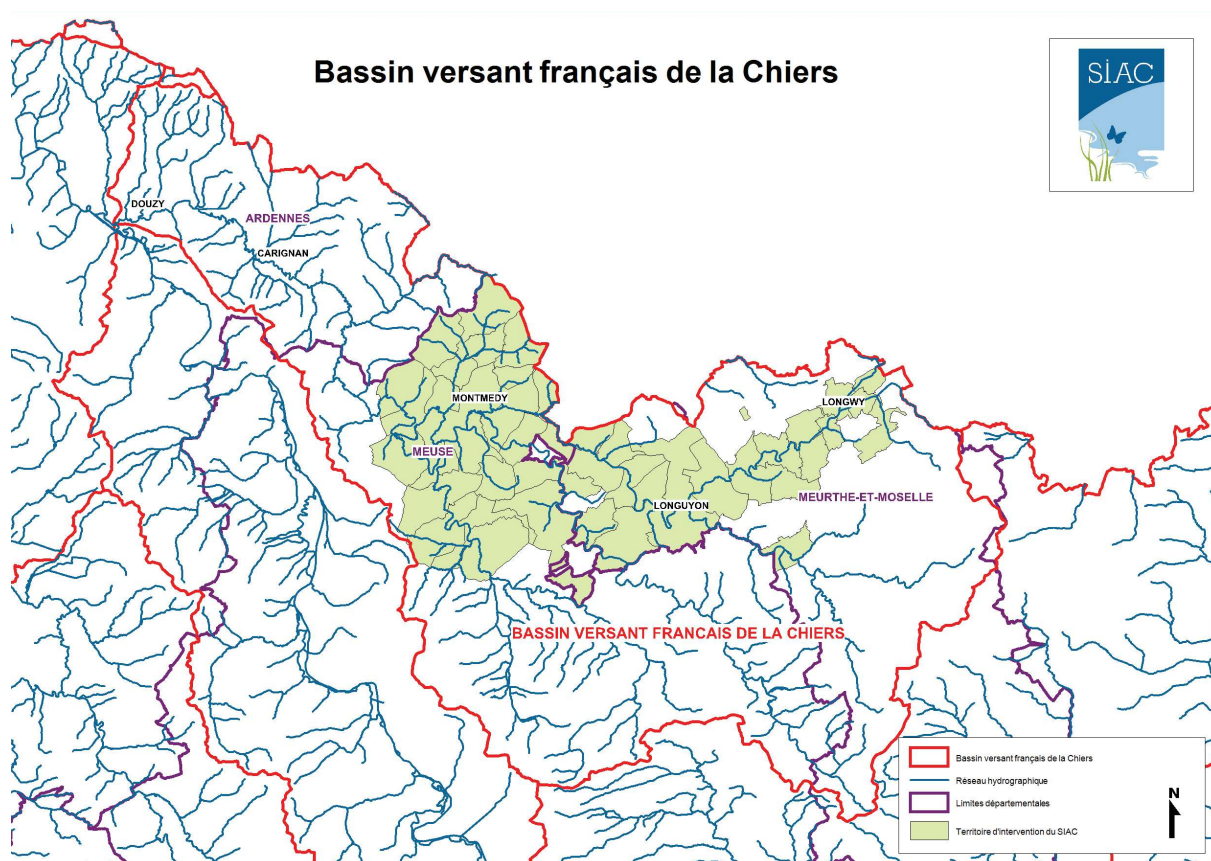 Bassin versant français de la Chiers
SIAC
DOUZY
ARDENNES
CARIGNAN
MONTMEDY
LONGWY
MEUSE
MEURTHE-ET-MOSELLE
LONGUYON
BASSIN VERSANT FRANCAIS DE LA CHIERS
Bassin versant français de la Chiers
Réseau hydrographique
Limites départementales
Territoire d'intervention du SIAC
N